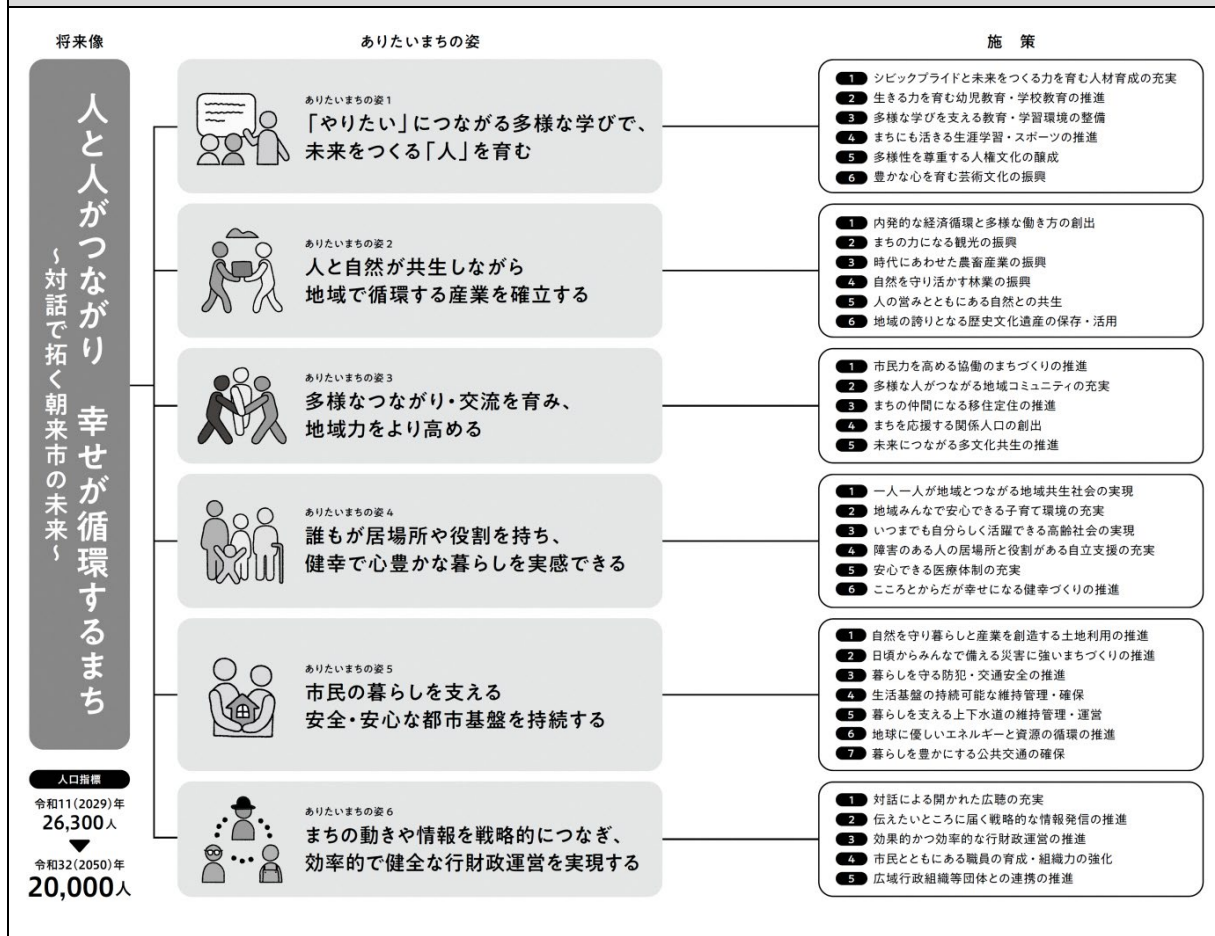 将来像
ありたいまちの姿
施 策
人と人がつながり 幸せが循環するまち
~対話で拓く朝来市の未来~
人口指標
令和11(2029)年
26,300人
令和32(2050)年
20,000人
ありたいまちの姿1
「やりたい」につながる多様な学びで、
未来をつくる「人」を育む
1 シビックプライドと未来をつくる力を育む人材育成の充実
2 生きる力を育む幼児教育・学校教育の推進
3 多様な学びを支える教育・学習環境の整備
4 まちにも活きる生涯学習・スポーツの推進
5 多様性を尊重する人権文化の醸成
6 豊かな心を育む芸術文化の振興
ありたいまちの姿2
人と自然が共生しながら
地域で循環する産業を確立する
1 内発的な経済循環と多様な働き方の創出
2 まちの力になる観光の振興
3 時代にあわせた農畜産業の振興
4 自然を守り活かす林業の振興
5 人の営みとともにある自然との共生
6 地域の誇りとなる歴史文化遺産の保存・活用
ありたいまちの姿3
多様なつながり・交流を育み、
地域力をより高める
1 市民力を高める協働のまちづくりの推進
2 多様な人がつながる地域コミュニティの充実
3 まちの仲間になる移住定住の推進
4 まちを応援する関係人口の創出
5 未来につながる多文化共生の推進
ありたいまちの姿4
誰もが居場所や役割を持ち、
健幸で心豊かな暮らしを実感できる
1 一人一人が地域とつながる地域共生社会の実現
2 地域みんなで安心できる子育て環境の充実
3 いつまでも自分らしく活躍できる高齢社会の実現
4 障害のある人の居場所と役割がある自立支援の充実
5 安心できる医療体制の充実
6 こころとからだが幸せになる健幸づくりの推進
ありたいまちの姿5
市民の暮らしを支える
安全・安心な都市基盤を持続する
1 自然を守り暮らしと産業を創造する土地利用の推進
2 日頃からみんなで備える災害に強いまちづくりの推進
3 暮らしを守る防犯・交通安全の推進
4 生活基盤の持続可能な維持管理・確保
5 暮らしを支える上下水道の維持管理・運営
6 地球に優しいエネルギーと資源の循環の推進
7 暮らしを豊かにする公共交通の確保
ありたいまちの姿6
まちの動きや情報を戦略的につなぎ、
効率的で健全な行財政運営を実現する
1 対話による開かれた広聴の充実
2 伝えたいところに届く戦略的な情報発信の推進
3 効果的かつ効率的な行財政運営の推進
4 市民とともにある職員の育成・組織力の強化
5 広域行政組織等団体との連携の推進